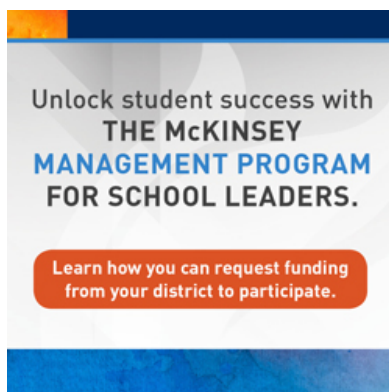 Unlock student success with
THE McKINSEY
MANAGEMENT PROGRAM
FOR SCHOOL LEADERS.
Learn how you can request funding
from your district to participate.